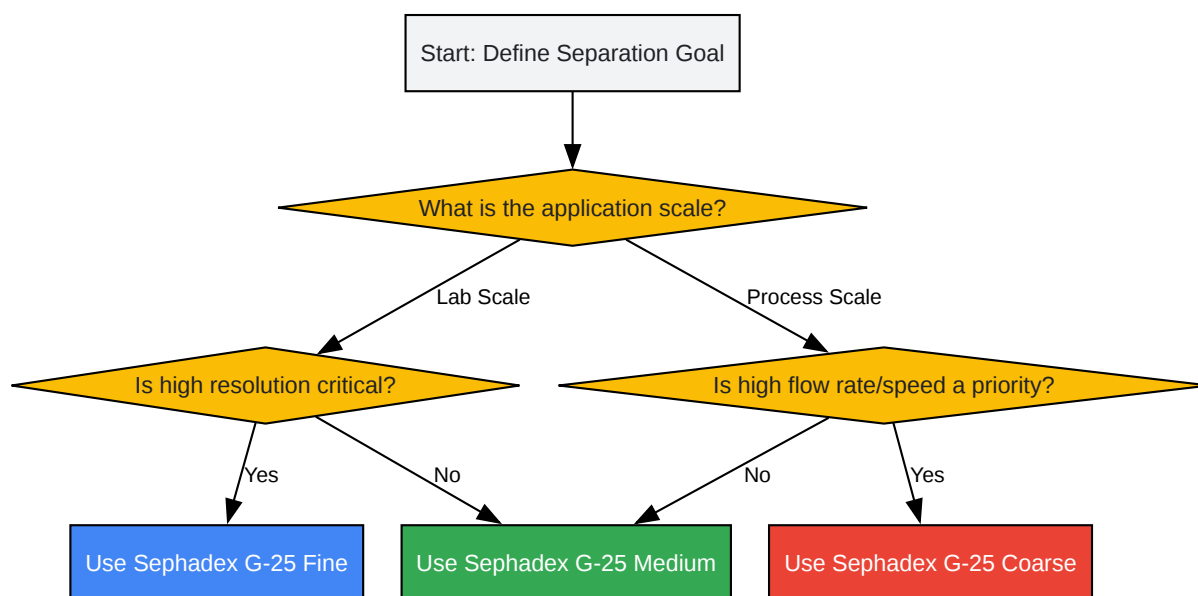 Start: Define Separation Goal
What is the application scale?
Lab Scale
Process Scale
Is high resolution critical?
Is high flow rate/speed a priority?
Yes
No
No
Yes
Use Sephadex G-25 Fine
Use Sephadex G-25 Medium
Use Sephadex G-25 Coarse